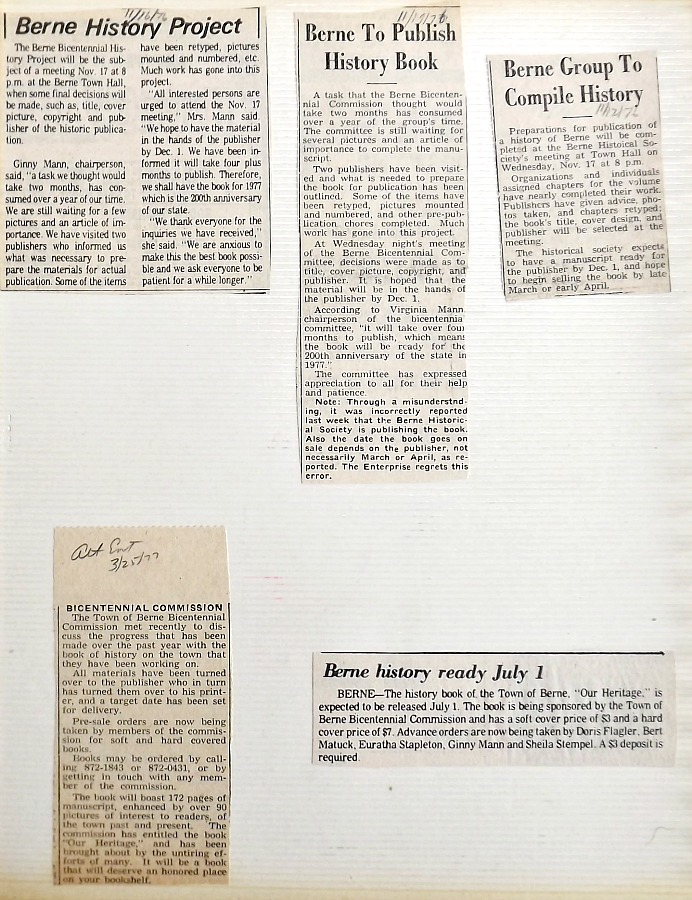 11/16/76
Berne History Project
The Berne Bicentennial His-
tory Project will be the sub-
ject of a meeting Nov. 17 at 8
p.m. at the Berne Town Hall,
when some final decisions will
be made, such as, title, cover
picture, copyright and pub-
lisher of the historic publica-
tion.
Ginny Mann, chairperson,
said, "a task we thought would
take two months, has con-
sumed over a year of our time.
We are still waiting for a few
pictures and an article of im-
portance. We have visited two
publishers who informed us
what was necessary to pre-
pare the materials for actual
publication. Some of the items
have been retyped, pictures
mounted and numbered, etc.
Much work has gone into this
project.
"All interested persons are
urged to attend the Nov. 17
meeting," Mrs. Mann said.
"We hope to have the material
in the hands of the publisher
by Dec. 1. We have been in-
formed it will take four plus
months to publish. Therefore,
we shall have the book for 1977
which is the 200th anniversary
of our state.
"We thank everyone for the
inquiries we have received,"
she said. "We are anxious to
make this the best book possi-
ble and we ask everyone to be
patient for a while longer."
11/19/76
Berne To Publish
History Book
A task that the Berne Bicenten-
nial Commission thought would
take two months has consumed
over a year of the group's time.
The committee is still waiting for
several pictures and an article of
importance to complete the manu-
script.
Two publishers have been visit-
ed and what is needed to prepare
the book for publication has been
outlined. Some of the items have
been retyped, pictures mounted
and numbered, and other pre-pub-
lication, chores completed. Much
work has gone into this project.
At Wednesday night's meeting
of the Berne Bicentennial Com-
mittee, decisions were made as to
title, cover picture, copyright, and
publisher. It is hoped that the
material will be in the hands of
the publisher by Dec. 1.
According to Virginia Mann
chairperson of the bicentennia
committee, "it will take over four
months to publish, which means
the book will be ready for the
200th anniversary of the state in
1977."
The committee has expressed
appreciation to all for their help
and patience.
Note: Through a misunderstnd-
ing, it was incorrectly reported
last week that the Berne Historic-
al Society is publishing the book.
Also the date the book goes on
sale depends on the publisher, not
necessarily March or April, as re-
ported. The Enterprise regrets this
error.
Berne Group To
Compile History
11/12/76
Preparations for publication of
a history of Berne will be com-
pleted at the Berne Histoical So-
ciety's meeting at Town Hall on
Wednesday, Nov. 17 at 8 p.m.
Organizations and individuals
assigned chapters for the volume
have nearly completed their work.
Publishers have given advice, pho-
tos taken, and chapters retyped.
the book's title, cover design, and
publisher will be selected at the
meeting.
The historical society expects
to have a manuscript ready for
the publisher by Dec. 1, and hope
to begin selling the book by late
March or early April.
Alt Ent
3/25/77
BICENTENNIAL COMMISSION
The Town of Berne Bicentennial
Commission met recently to dis-
cuss the progress that has been
made over the past year with the
book of history on the town that
they have been working on.
All materials have been turned
over to the publisher who in turn
has turned them over to his print-
er, and a target date has been set
for delivery.
Pre-sale orders are now being
taken by members of the commis-
sion for soft and hard covered
books.
Books may be ordered by call-
ing 872-1843 or 872-0431, or by
getting in touch with any mem-
ber of the commission.
The book will boast 172 pages of
manuscript, enhanced by over 90
pictures of interest to readers, of
the town past and present. The
commission has entitled the book
"Our Heritage," and has been
brought about by the untiring ef-
forts of many. It will be a book
that will deserve an honored place
on your bookshelf.
Berne history ready July 1
BERNE—The history book of the Town of Berne, "Our Heritage," is
expected to be released July 1. The book is being sponsored by the Town of
Berne Bicentennial Commission and has a soft cover price of $3 and a hard
cover price of $7. Advance orders are now being taken by Doris Flagler, Bert
Matuck, Euratha Stapleton, Ginny Mann and Sheila Stempel. A $3 deposit is
required.